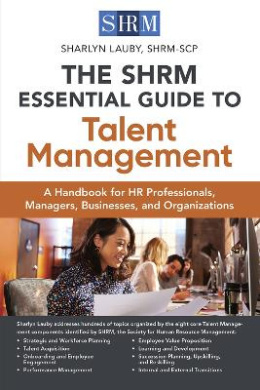 SHRM
SHARLYN LAUBY, SHRM-SCP
THE SHRM
ESSENTIAL GUIDE TO
Talent
Management
A Handbook for HR Professionals,
Managers, Businesses, and Organizations
Sharlyn Lauby addresses hundreds of topics organized by the eight core Talent Manage-
ment components identified by SHRM, the Society for Human Resource Management:
• Strategic and Workforce Planning
• Talent Acquisition
• Onboarding and Employee
Engagement
• Performance Management
• Employee Value Proposition
• Learning and Development
• Succession Planning, Upskilling,
and Reskilling
• Internal and External Transitions